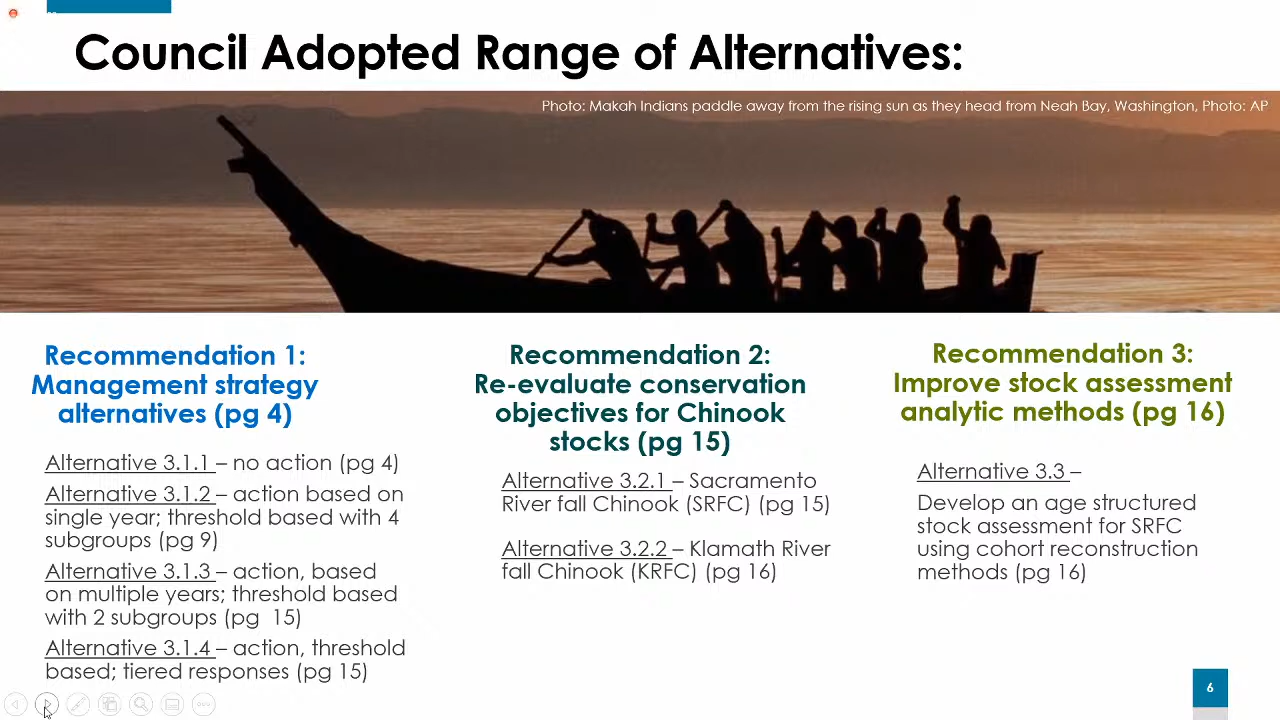 Council Adopted Range of Alternatives:
Photo: Makah Indians paddle away from the rising sun as they head from Neah Bay, Washington, Photo: AP
Recommendation 1:
Management strategy
alternatives (pg 4)
Alternative 3.1.1 – no action (pg 4)
Alternative 3.1.2 – action based on
single year; threshold based with 4
subgroups (pg 9)
Alternative 3.1.3 – action, based
on multiple years; threshold based
with 2 subgroups (pg  15)
Alternative 3.1.4 – action, threshold
based; tiered responses (pg 15)
Recommendation 2:
Re-evaluate conservation
objectives for Chinook
stocks (pg 15)
Alternative 3.2.1 – Sacramento
River fall Chinook (SRFC) (pg 15)
Alternative 3.2.2 – Klamath River
fall Chinook (KRFC) (pg 16)
Recommendation 3:
Improve stock assessment
analytic methods (pg 16)
Alternative 3.3 –
Develop an age structured
stock assessment for SRFC
using cohort reconstruction
methods (pg 16)
6